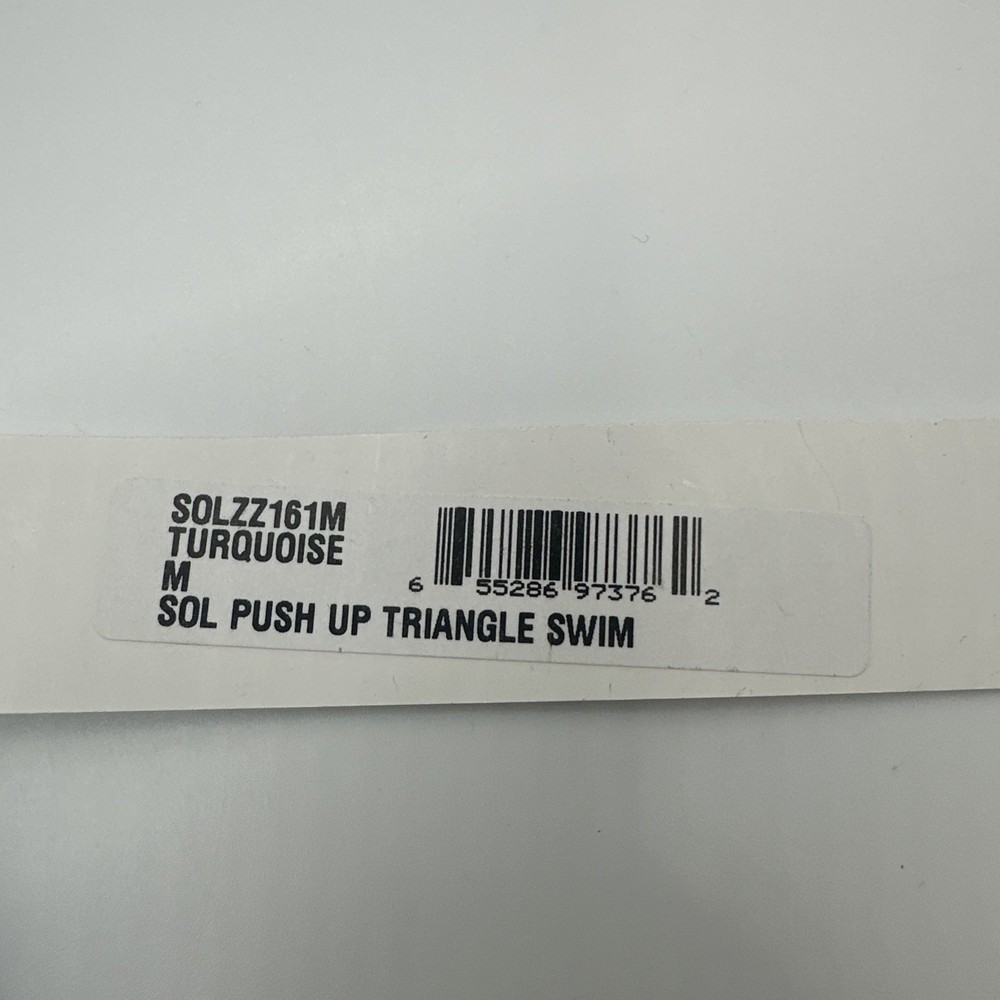 SOLZZ161M
TURQUOISE
M
SOL PUSH UP TRIANGLE SWIM
6 55286 97376 2